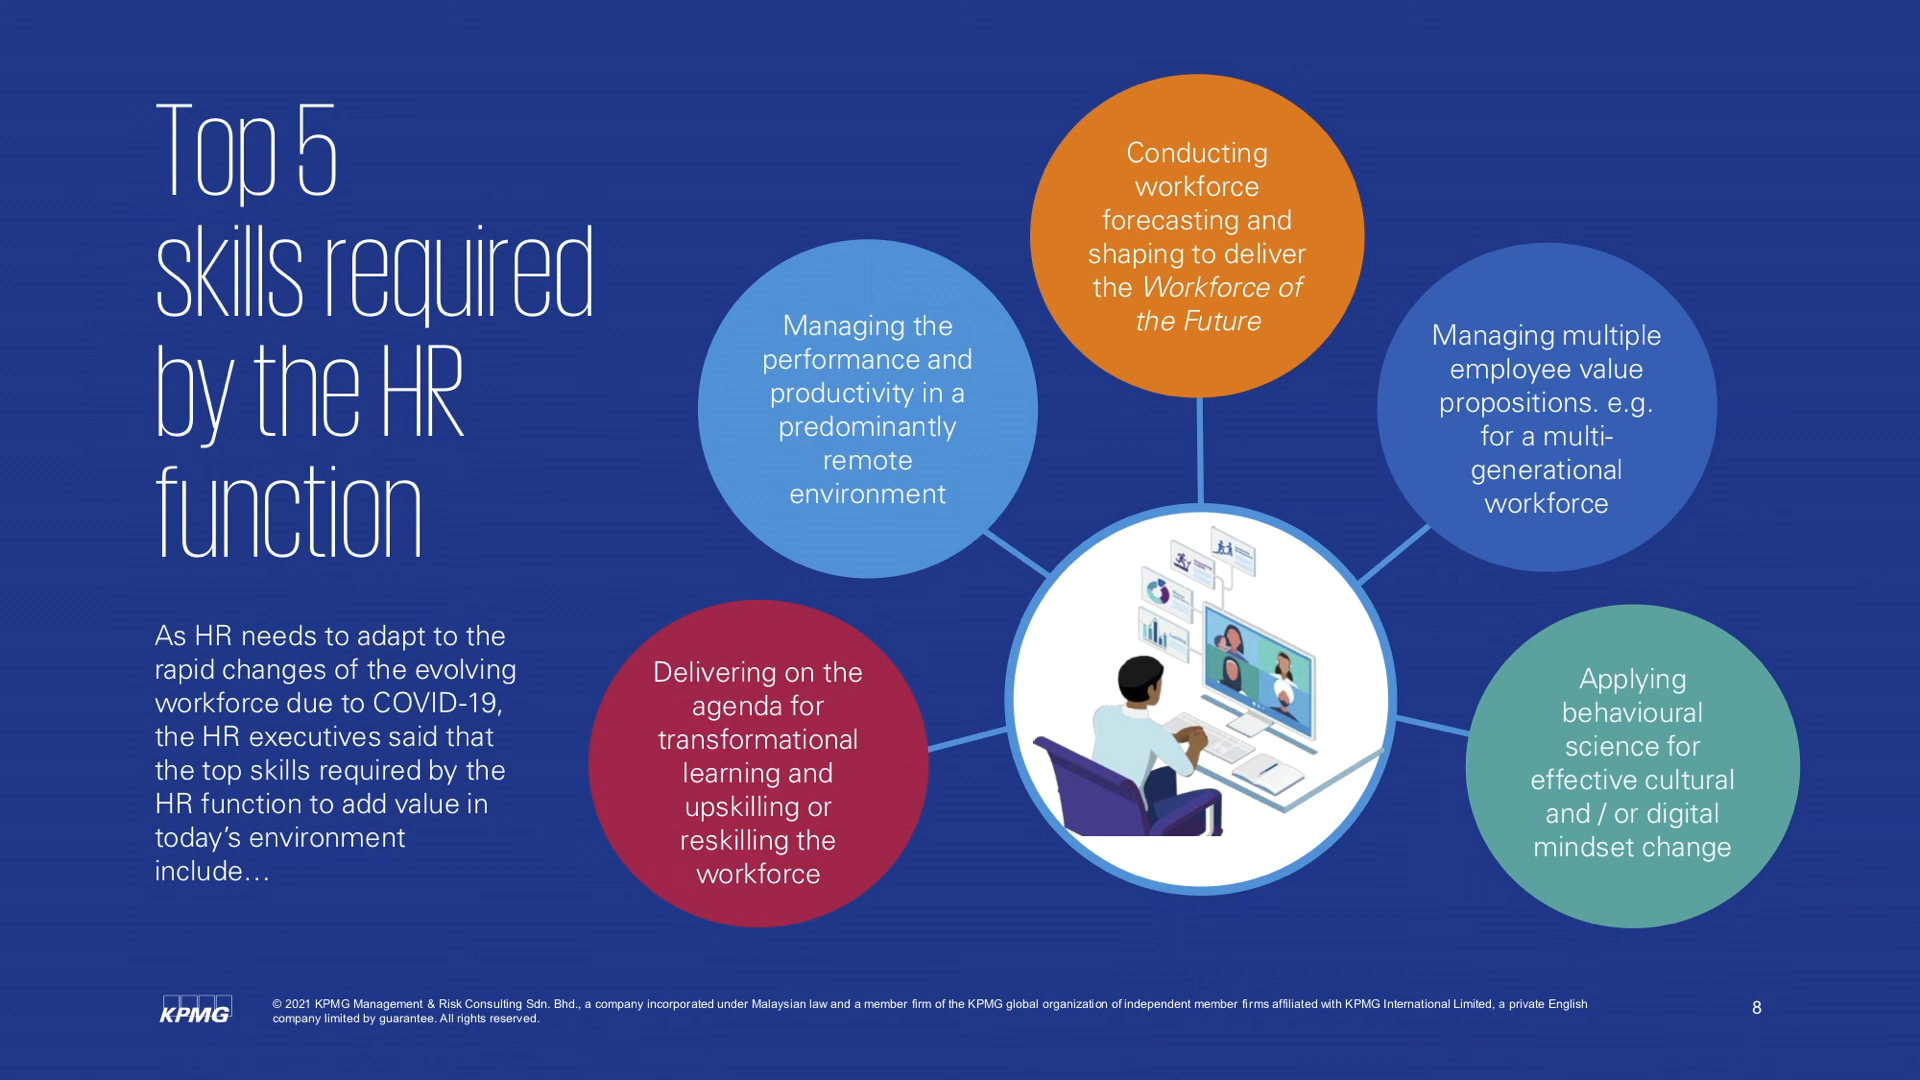 Top 5
skills required
by the HR
function
As HR needs to adapt to the
rapid changes of the evolving
workforce due to COVID-19,
the HR executives said that
the top skills required by the
HR function to add value in
today’s environment
include…
Delivering on the
agenda for
transformational
learning and
upskilling or
reskilling the
workforce
Managing the
performance and
productivity in a
predominantly
remote
environment
Conducting
workforce
forecasting and
shaping to deliver
the Workforce of
the Future
Managing multiple
employee value
propositions. e.g.
for a multi-
generational
workforce
Applying
behavioural
science for
effective cultural
and / or digital
mindset change
KPMG
© 2021 KPMG Management & Risk Consulting Sdn. Bhd., a company incorporated under Malaysian law and a member firm of the KPMG global organization of independent member firms affiliated with KPMG International Limited, a private English
company limited by guarantee. All rights reserved.
8